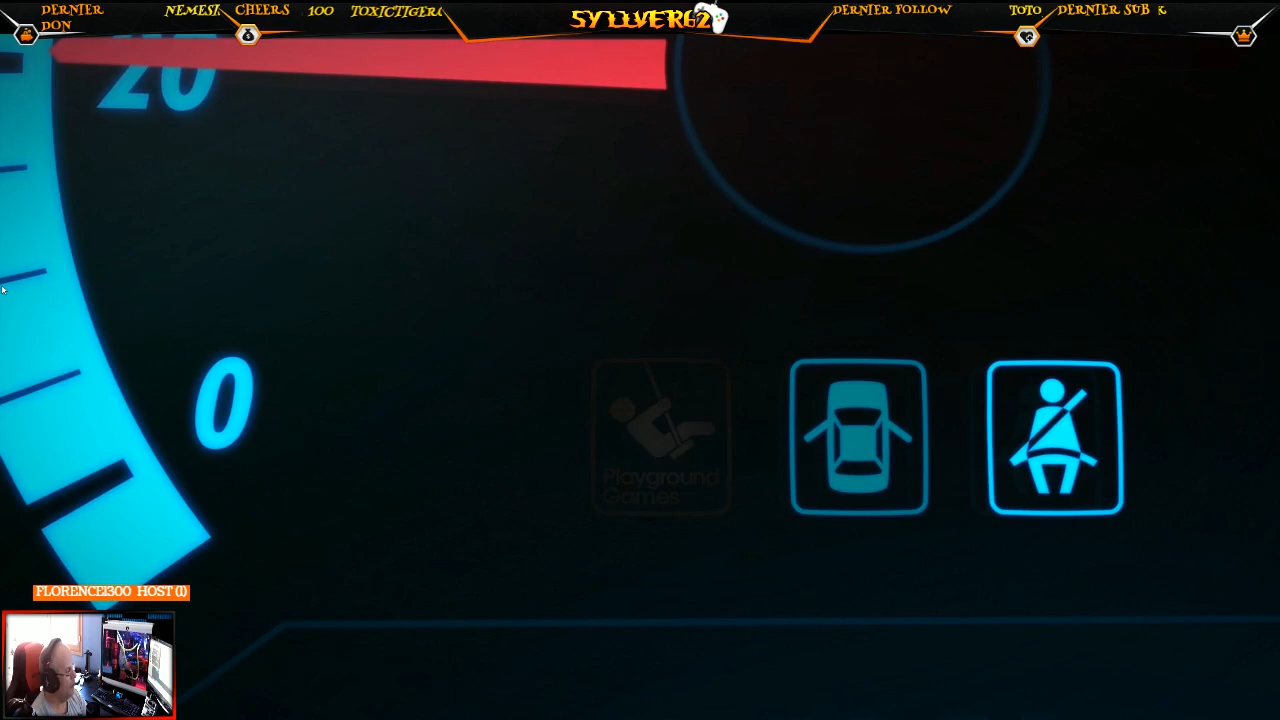 DERNIER
DON
NEMESI
CHEERS
100
TOXICTIGER
SYLLVER62
DERNIER FOLLOW
TOTO
DERNIER SUB
20
0
Playground
Games
FLORENCE1300 HOST (1)